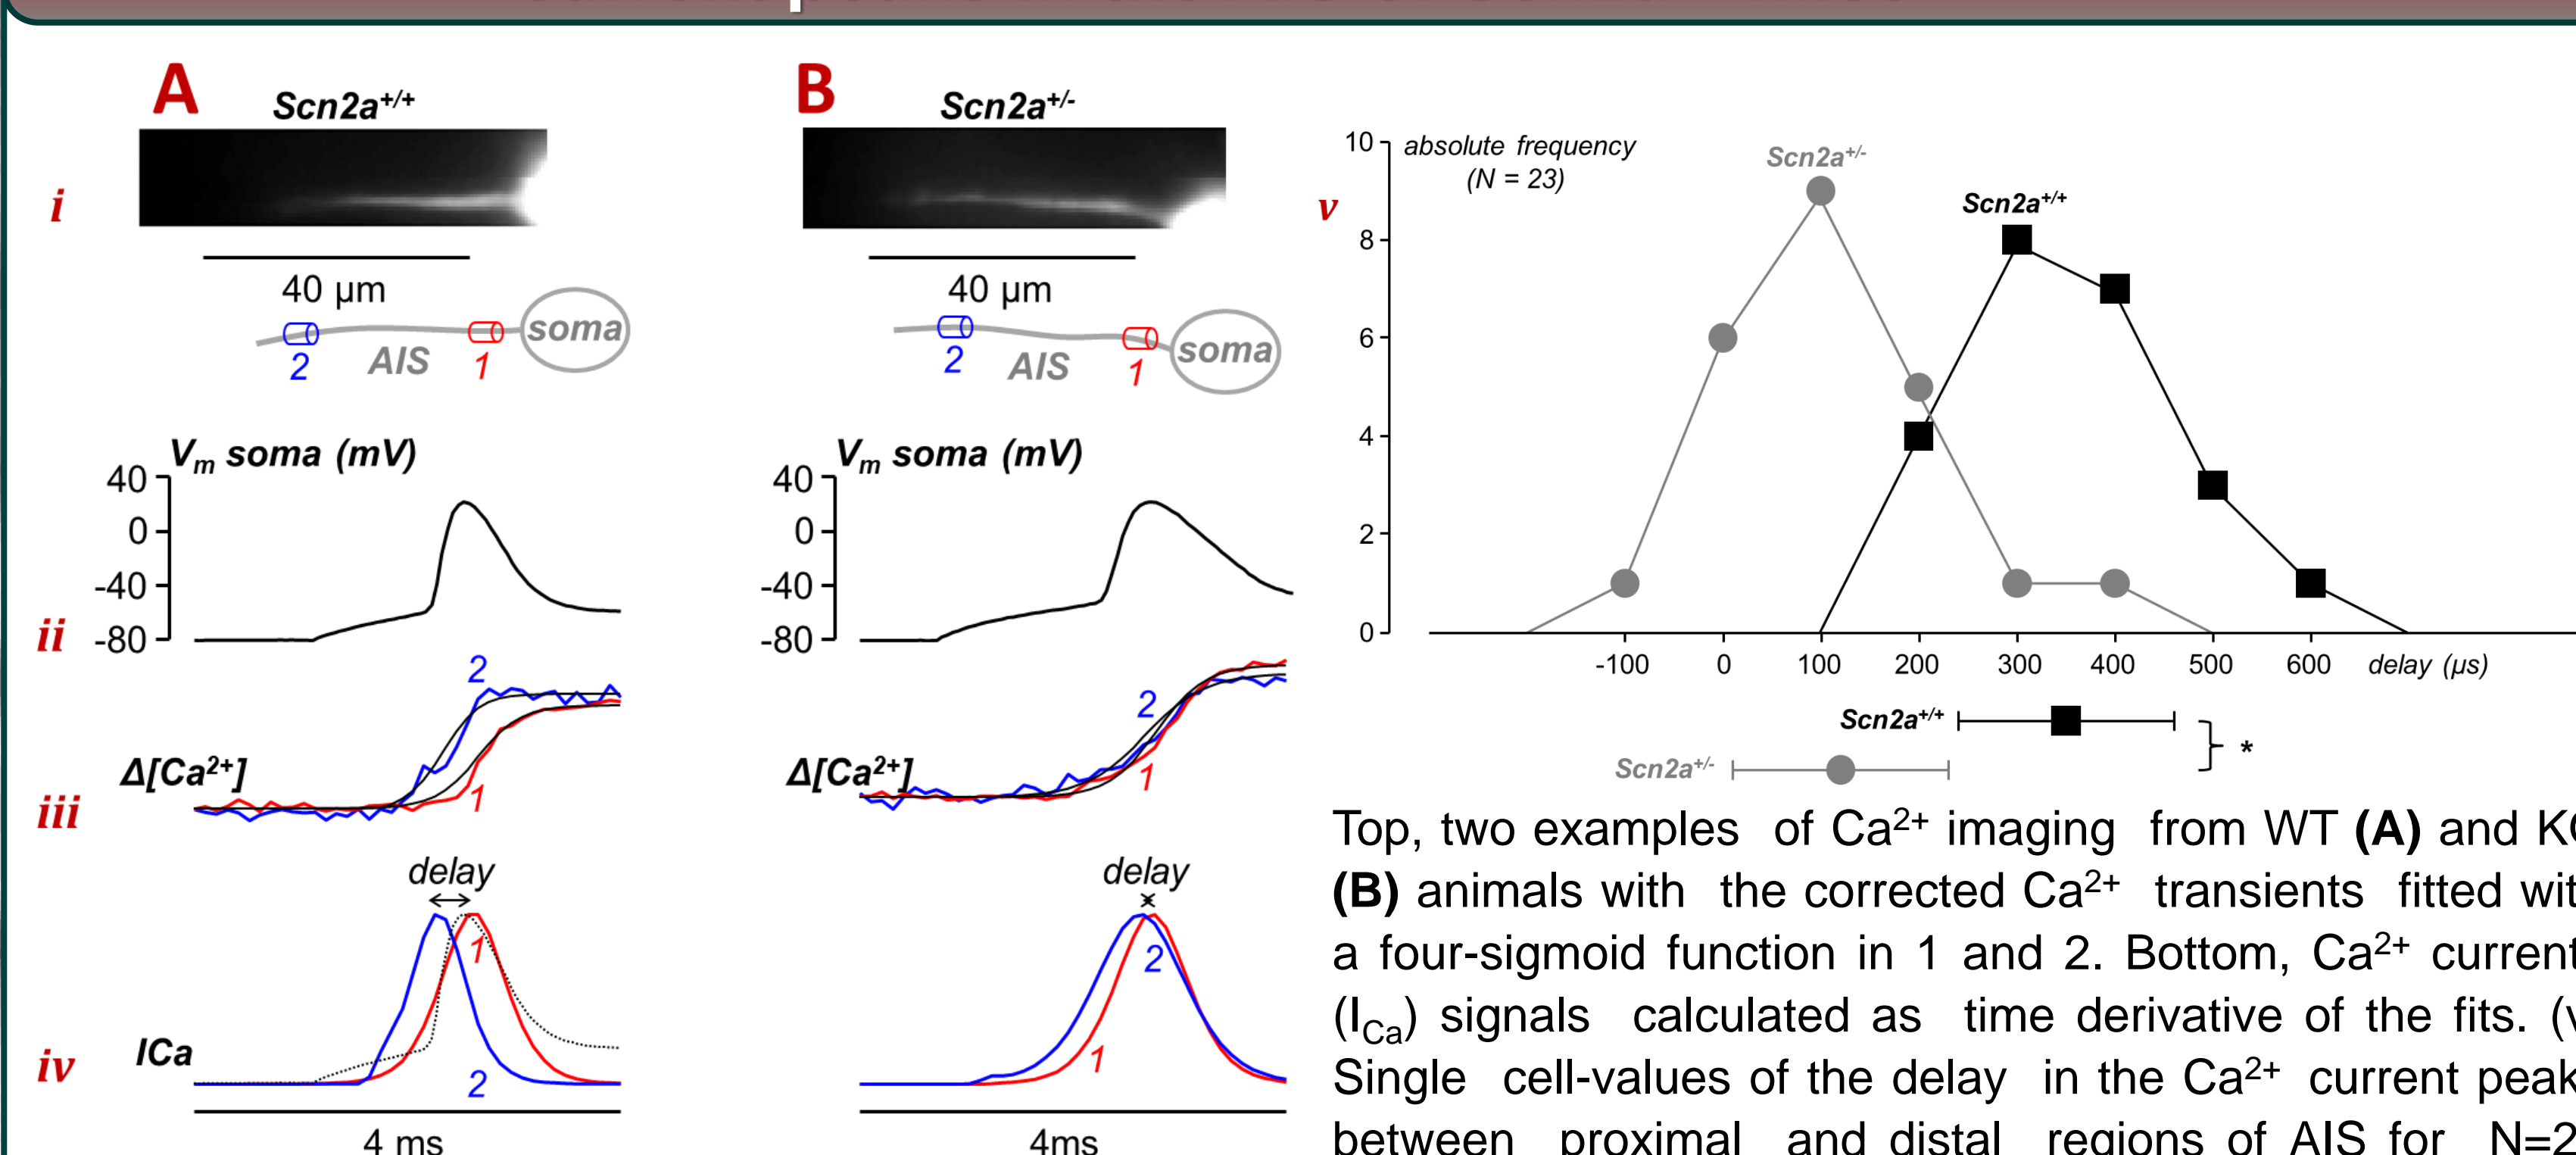 A
Scn2a+/+
B
Scn2a+/-
i
40 µm
40 µm
soma
2
AIS
1
soma
2
AIS
1
Vm soma (mV)
40
0
-40
-80
Vm soma (mV)
40
0
-40
-80
ii
2
1
Δ[Ca2+]
2
1
Δ[Ca2+]
iii
delay
1
2
ICa
delay
2
1
iv
4 ms
4ms
v
10
8
6
4
2
0
absolute frequency
(N = 23)
Scn2a+/-
Scn2a+/+
-100 0 100 200 300 400 500 600 delay (µs)
Scn2a+/+
*
Scn2a+/-
Top, two examples of Ca2+ imaging from WT (A) and
(B) animals with the corrected Ca2+ transients fitted
a four-sigmoid function in 1 and 2. Bottom, Ca2+ current
(ICa) signals calculated as time derivative of the fits.
Single cell-values of the delay in the Ca2+ current peak
between proximal and distal regions of AIS for